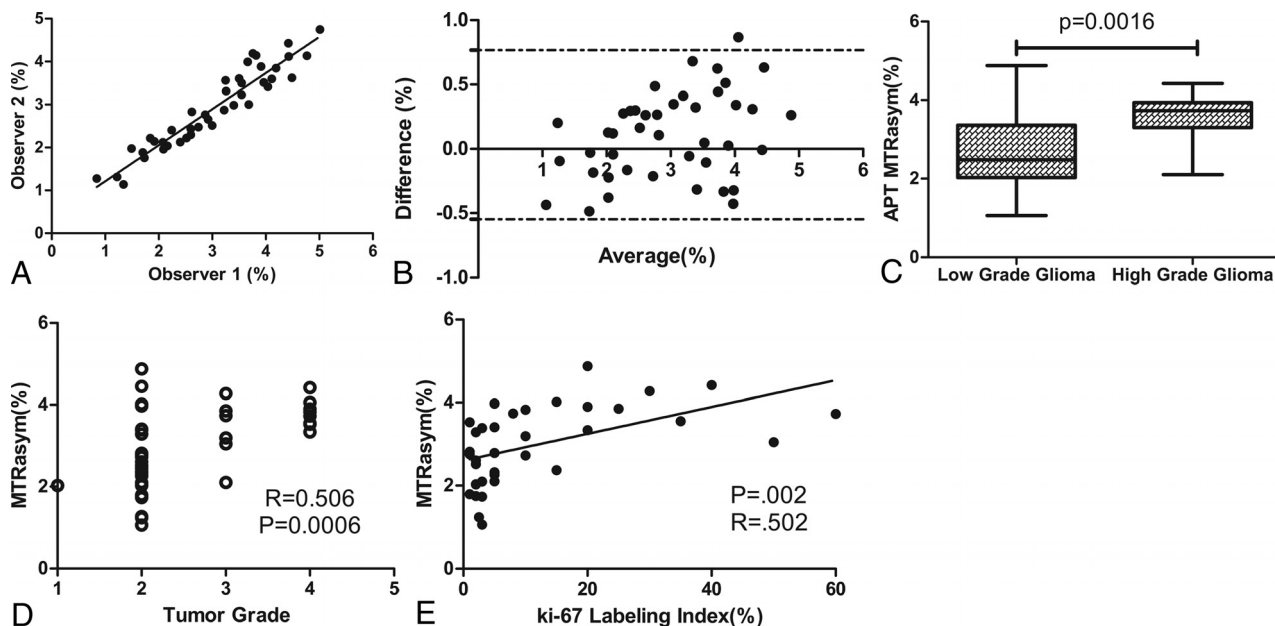 5
4
3
2
1
0
Observer 2 (%)
0 1 2 3 4 5 6
Observer 1 (%)
A
1.0
0.5
0.0
-0.5
-1.0
Difference (%)
1 2 3 4 5 6
Average(%)
B
p=0.0016
6
4
2
0
APT MTRasym(%)
Low Grade Glioma High Grade Glioma
C
6
4
2
0
MTRasym(%)
R=0.506
P=0.0006
1 2 3 4 5
Tumor Grade
D
6
4
2
0
MTRasym(%)
P=.002
R=.502
0 20 40 60
ki-67 Labeling Index(%)
E